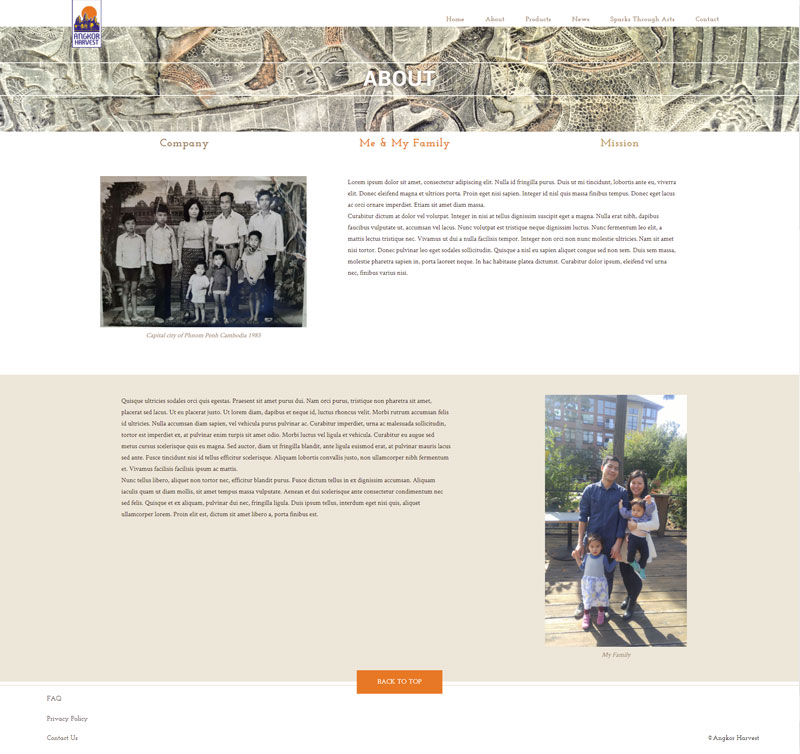 ANGKOR
HARVEST
Home About Products News Sparks Through Arts Contact
ABOUT
Company Me & My Family Mission
Lorem ipsum dolor sit amet, consectetur adipiscing elit. Nulla id fringilla purus. Duis ut mi tincidunt, lobortis ante eu, viverra
elit. Donec eleifend magna et ultrices porta. Proin eget nisi sapien. Integer id nisl quis massa finibus tempus. Donec eget lacus
ac orci ornare imperdiet. Etiam sit amet diam massa.
Curabitur dictum at dolor vel volutpat. Integer in nisi at tellus dignissim suscipit eget a magna. Nulla erat nibh, dapibus
faucibus vulputate ut, accumsan vel lacus. Nunc volutpat est tristique neque dignissim luctus. Nunc fermentum leo elit, a
mattis lectus tristique nec. Vivamus ut dui a nulla facilisis tempor. Integer non orci non nunc molestie ultricies. Nam sit amet
nisi tortor. Donec pulvinar leo eget sodales sollicitudin. Quisque a nisl eu sapien aliquet congue sed non sem. Duis sem massa,
molestie pharetra sapien in, porta laoreet neque. In hac habitasse platea dictumst. Curabitur dolor ipsum, eleifend vel urna
nec, finibus varius nisi.
Capital city of Phnom Penh Cambodia 1985
Quisque ultricies sodales orci quis egestas. Praesent sit amet purus dui. Nam orci purus, tristique non pharetra sit amet,
placerat sed lacus. Ut eu placerat justo. Ut lorem diam, dapibus et neque id, luctus rhoncus velit. Morbi rutrum accumsan felis
id ultricies. Nulla accumsan diam sapien, vel vehicula purus pulvinar ac. Curabitur imperdiet, urna ac malesuada sollicitudin,
tortor est imperdiet ex, at pulvinar enim turpis sit amet odio. Morbi luctus vel ligula et vehicula. Curabitur eu augue sed
metus cursus scelerisque quis eu magna. Sed auctor, diam ut fringilla blandit, ante ligula euismod erat, at pulvinar mauris lacus
sed ante. Fusce tincidunt nisi id tellus efficitur scelerisque. Aliquam lobortis convallis justo, non ullamcorper nibh fermentum
et. Vivamus facilisis facilisis ipsum ac mattis.
Nunc tellus libero, aliquet non tortor nec, efficitur blandit purus. Fusce dictum tellus in ex dignissim accumsan. Aliquam
iaculis quam ut diam mollis, sit amet tempus massa vulputate. Aenean et dui scelerisque ante consectetur condimentum nec
sed felis. Quisque et ex aliquam, pulvinar dui nec, fringilla ligula. Duis ipsum tellus, interdum eget nisi quis, aliquet
ullamcorper lorem. Proin elit est, dictum sit amet libero a, porta finibus est.
My Family
BACK TO TOP
FAQ
Privacy Policy
Contact Us
©Angkor Harvest